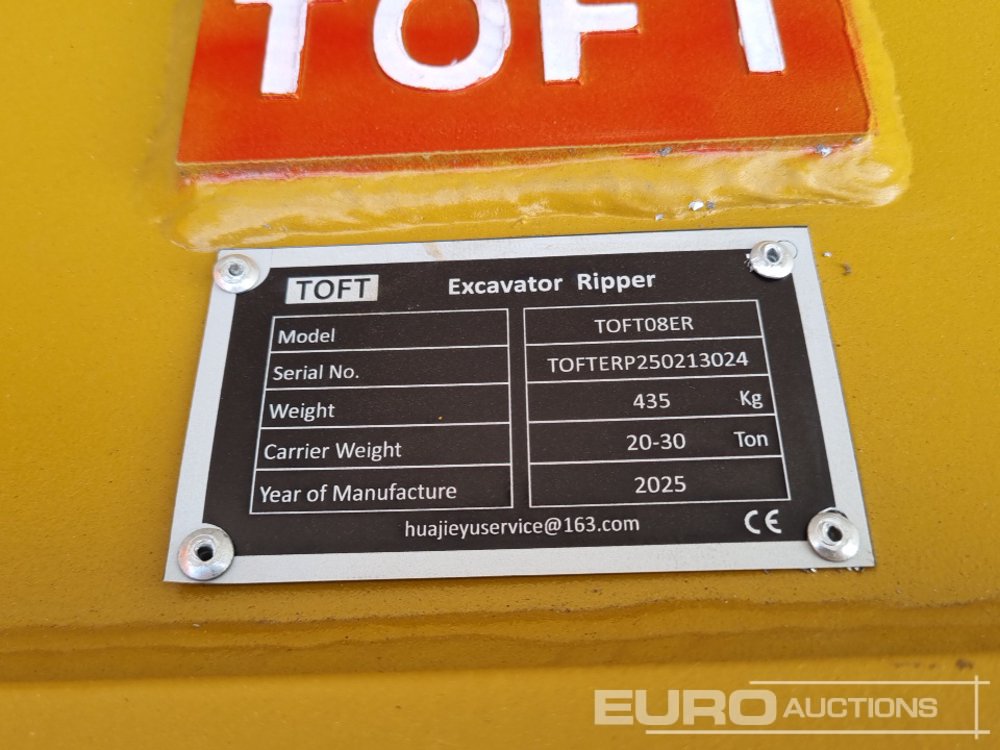 TOFT
TOFT Excavator Ripper
Model TOFT08ER
Serial No. TOFTERP250213024
Weight 435 Kg
Carrier Weight 20-30 Ton
Year of Manufacture 2025
huajieyuservice@163.com CE
EURO AUCTIONS